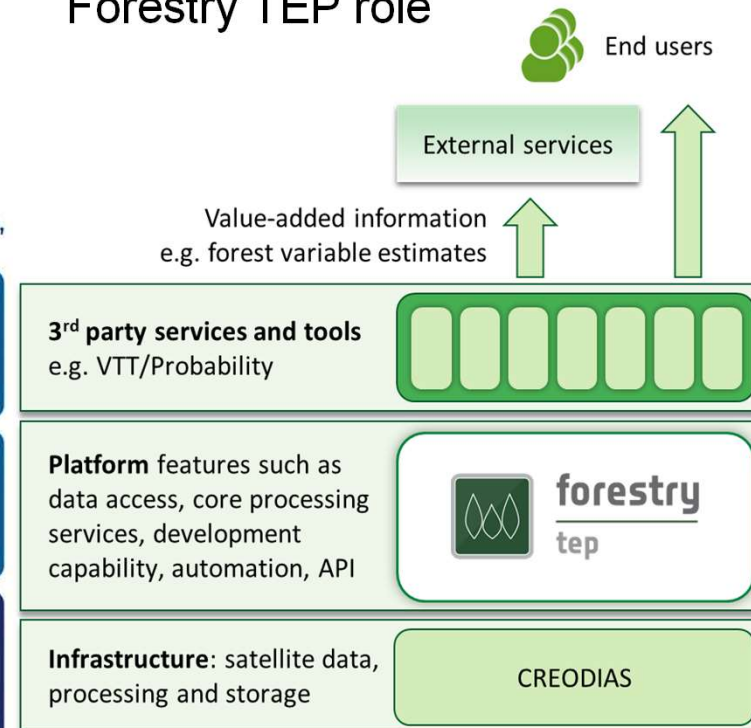 Forestry TEP role
End users
External services
Value-added information
e.g. forest variable estimates
3rd party services and tools
e.g. VTT/Probability
Platform features such as
data access, core processing
services, development
capability, automation, API
forestry
tep
Infrastructure: satellite data,
processing and storage
CREODIAS